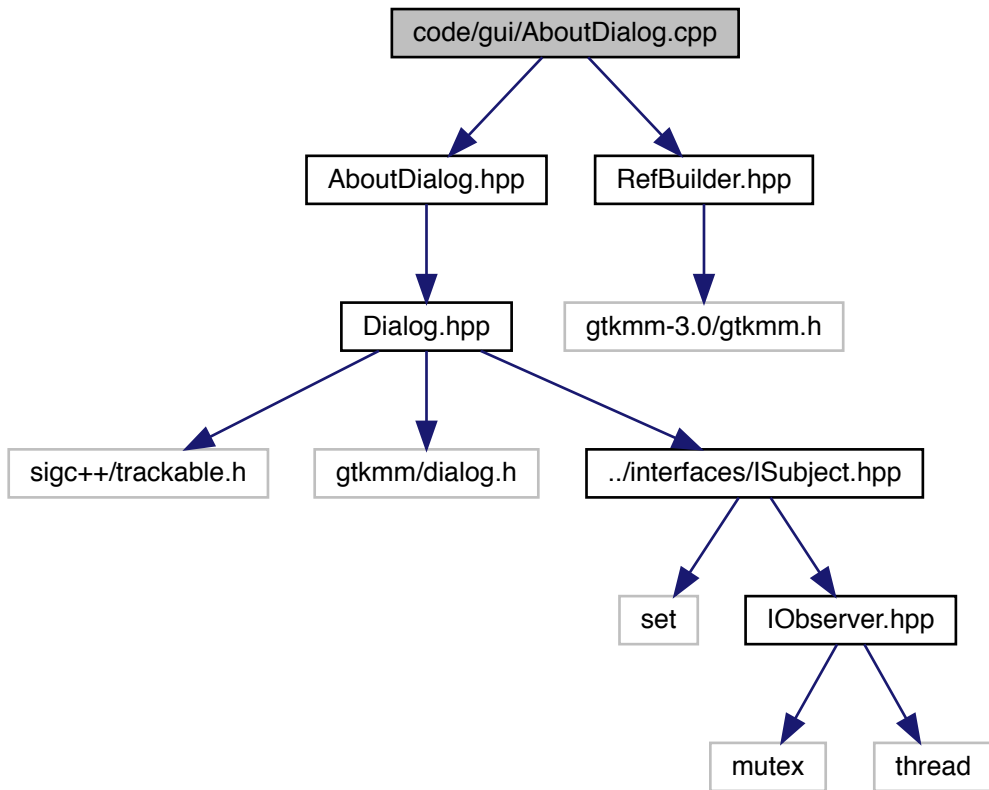 code/gui/AboutDialog.cpp
AboutDialog.hpp
RefBuilder.hpp
Dialog.hpp
gtkmm-3.0/gtkmm.h
sigc++/trackable.h
gtkmm/dialog.h
../interfaces/ISubject.hpp
set
IObserver.hpp
mutex
thread